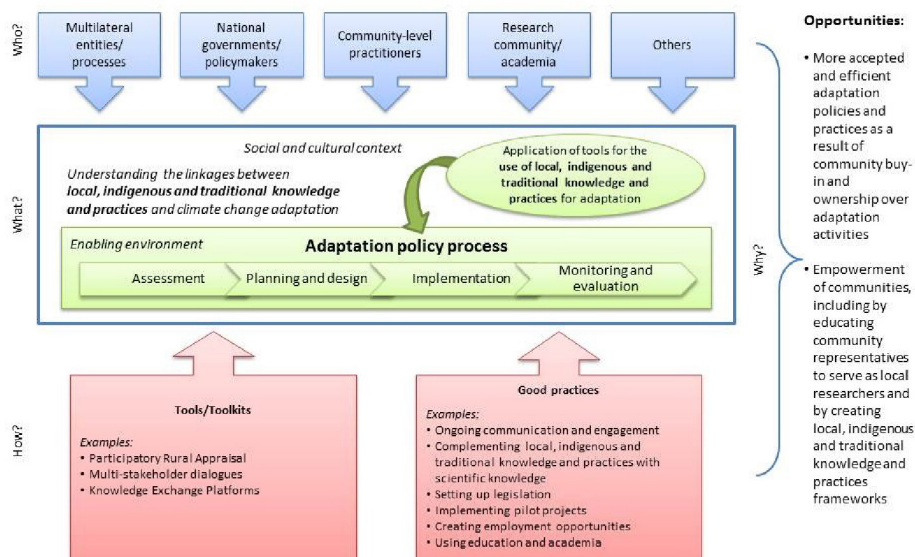 Who?
Multilateral
entities/
processes
National
governments/
policymakers
Community-level
practitioners
Research
community/
academia
Others
What?
Social and cultural context
Understanding the linkages between
local, indigenous and traditional knowledge
and practices and climate change adaptation
Application of tools for the
use of local, indigenous and
traditional knowledge and
practices for adaptation
Enabling environment
Adaptation policy process
Assessment
Planning and design
Implementation
Monitoring and
evaluation
How?
Tools/Toolkits
Examples:
• Participatory Rural Appraisal
• Multi-stakeholder dialogues
• Knowledge Exchange Platforms
Good practices
Examples:
• Ongoing communication and engagement
• Complementing local, indigenous and
traditional knowledge and practices with
scientific knowledge
• Setting up legislation
• Implementing pilot projects
• Creating employment opportunities
• Using education and academia
Why?
Opportunities:
• More accepted
and efficient
adaptation
policies and
practices as a
result of
community buy-
in and
ownership over
adaptation
activities
• Empowerment
of communities,
including by
educating
community
representatives
to serve as local
researchers and
by creating
local, indigenous
and traditional
knowledge and
practices
frameworks